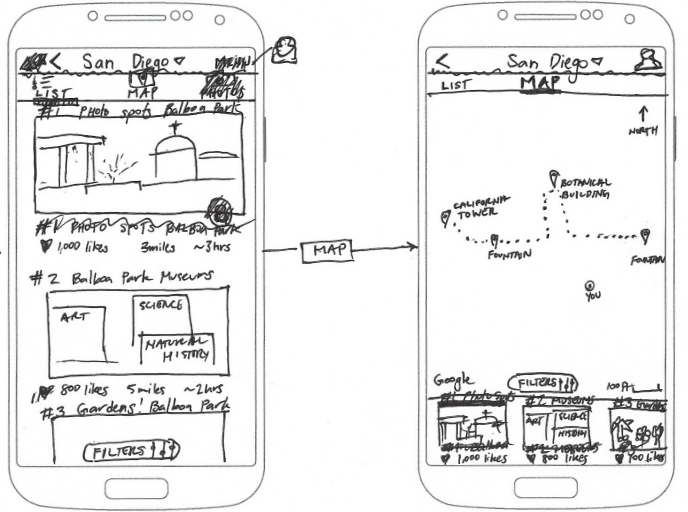 San Diego
LIST
MAP
PHOTOS
#1 PHOTO SPOTS Balboa Park
#1 PHOTO SPOTS BALBOA PARK
1,000 likes 3miles ~3hrs
#2 Balboa Park Museums
ART
SCIENCE
NATURAL
HISTORY
800 likes 5miles ~2hrs
#3 Gardens! Balboa Park
FILTERS
MAP
San Diego
LIST
MAP
NORTH
BOTANICAL
BUILDING
CALIFORNIA
TOWER
FOUNTAIN
FOUNTAIN
YOU
Google
FILTERS
100ft
#1 Photo Spots
#2 MUSEUMS
#3 Gardens
ART
SCIENCE
HISTORY
1,000 likes
800 likes
700 likes